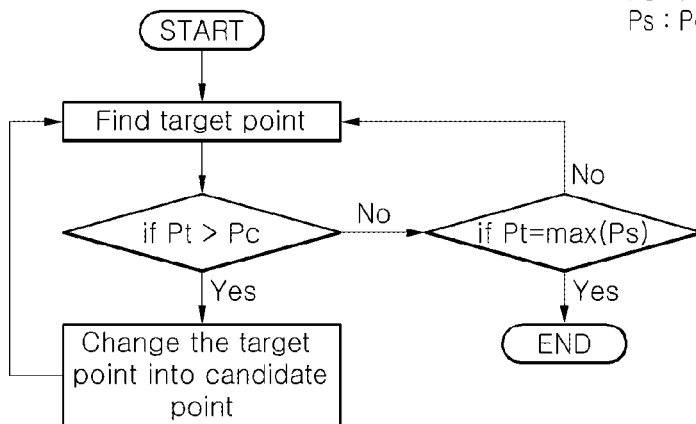 START
Ps :
Find target point
No
if Pt > Pc
No
if Pt=max(Ps)
Yes
Yes
Change the target
point into candidate
point
END